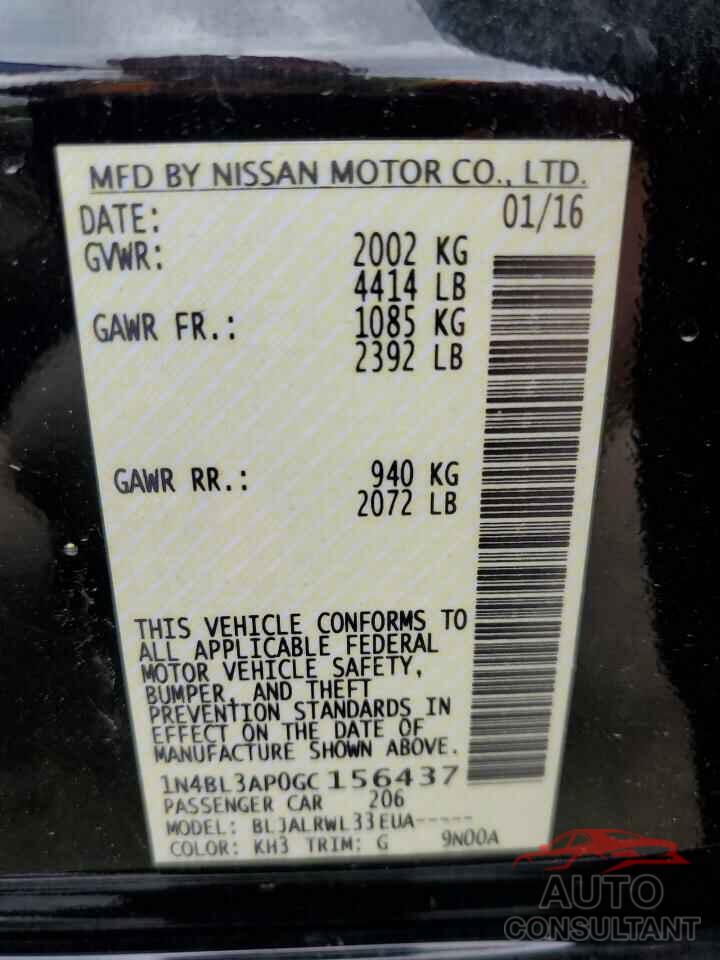 MFD BY NISSAN MOTOR CO., LTD.
DATE: 01/16
GVWR: 2002 KG
4414 LB
GAWR FR.: 1085 KG
2392 LB
GAWR RR.: 940 KG
2072 LB
THIS VEHICLE CONFORMS TO
ALL APPLICABLE FEDERAL
MOTOR VEHICLE SAFETY,
BUMPER, AND THEFT
PREVENTION STANDARDS IN
EFFECT ON THE DATE OF
MANUFACTURE SHOWN ABOVE.
1N4BL3AP0GC156437
PASSENGER CAR 206
MODEL: BLJALRWL33EUA-----
COLOR: KH3 TRIM: G 9N00A
AUTO
CONSULTANT